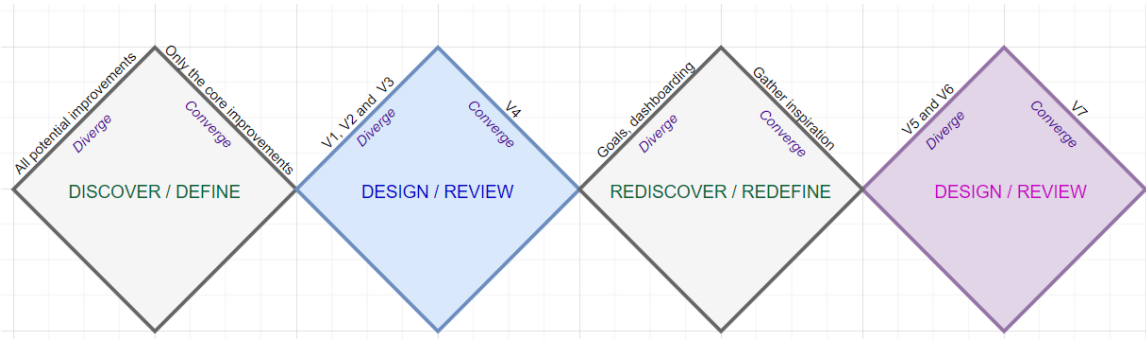 All potential improvements
Diverge
Only the core improvements
Converge
DISCOVER / DEFINE
V1, V2 and V3
Diverge
V4
Converge
DESIGN / REVIEW
Goals, dashboarding
Diverge
Gather inspiration
Converge
REDISCOVER / REDEFINE
V5 and V6
Diverge
V7
Converge
DESIGN / REVIEW